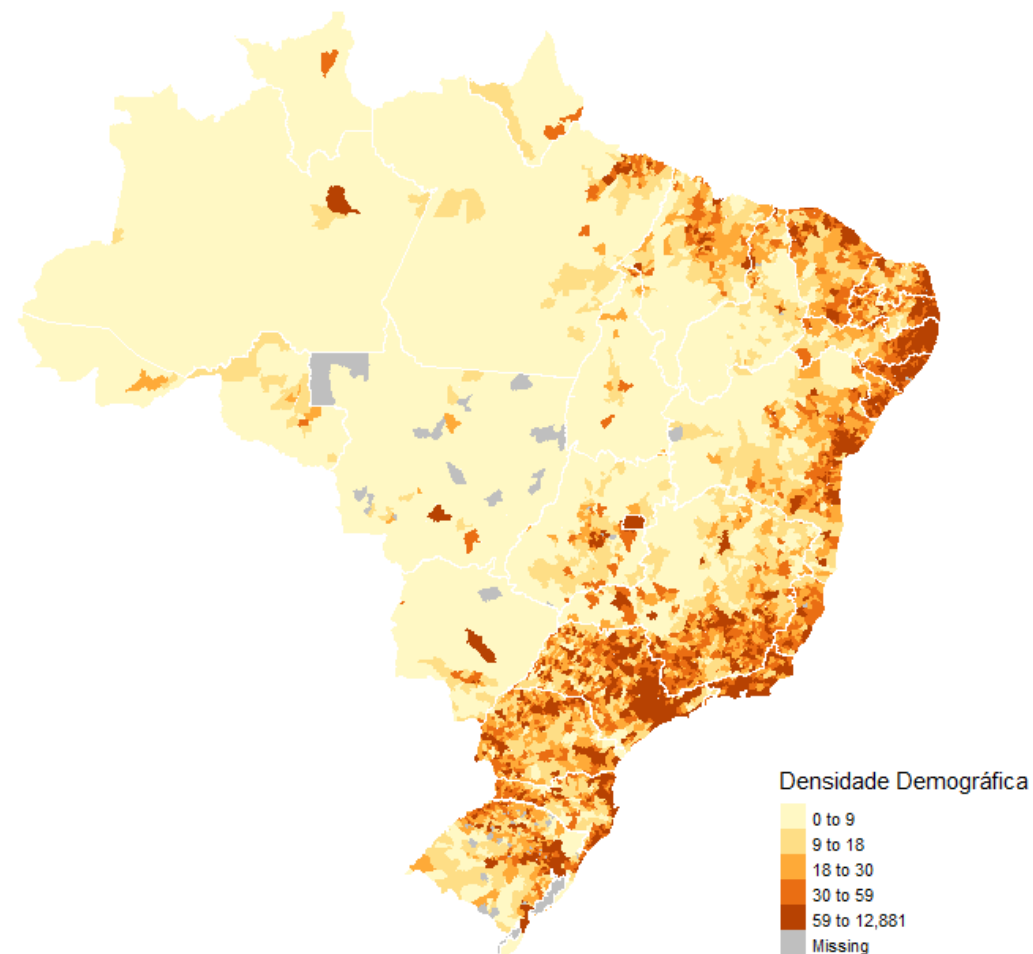 Densidade Demográfica
0 to 9
9 to 18
18 to 30
30 to 59
59 to 12,881
Missing